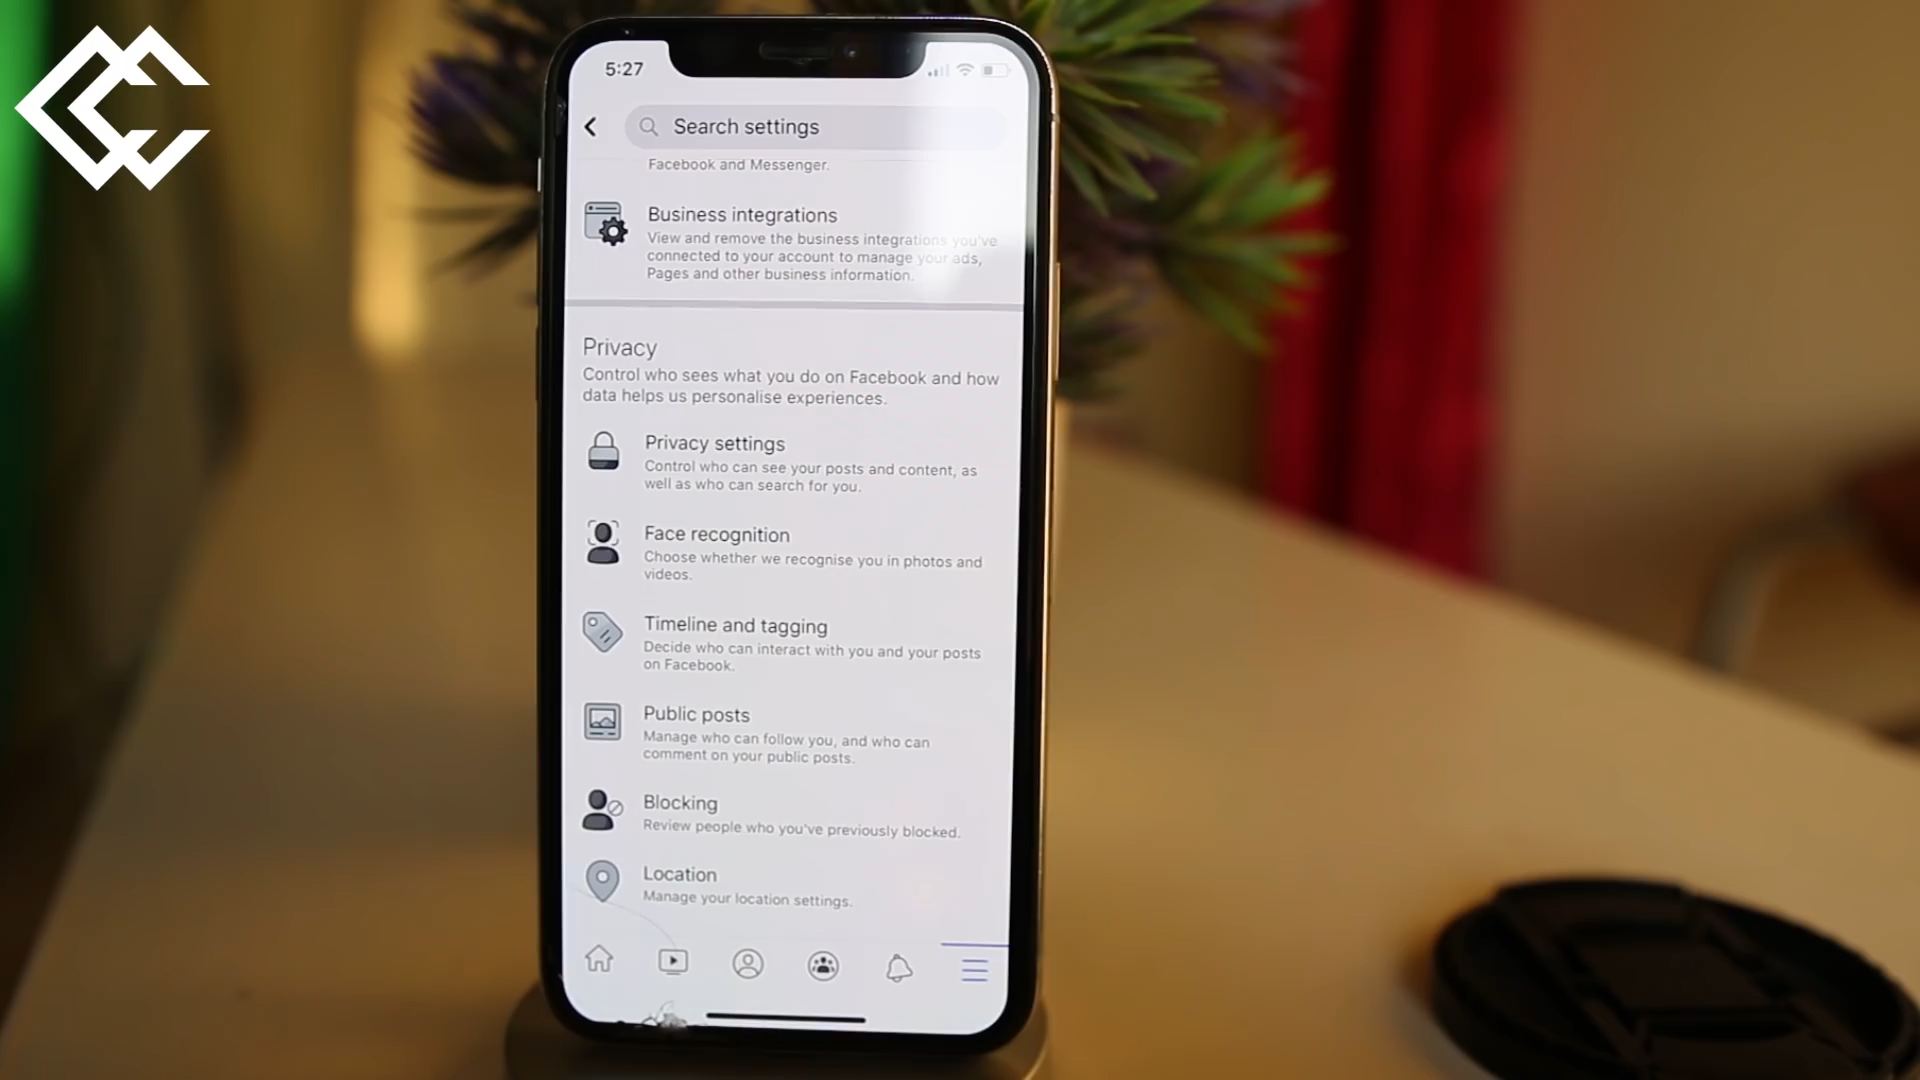 5:27
Search settings
Facebook and Messenger.
Business integrations
View and remove the business integrations you've
connected to your account to manage your ads,
Pages and other business information.
Privacy
Control who sees what you do on Facebook and how
data helps us personalise experiences.
Privacy settings
Control who can see your posts and content, as
well as who can search for you.
Face recognition
Choose whether we recognise you in photos and
videos.
Timeline and tagging
Decide who can interact with you and your posts
on Facebook.
Public posts
Manage who can follow you, and who can
comment on your public posts.
Blocking
Review people who you've previously blocked.
Location
Manage your location settings.